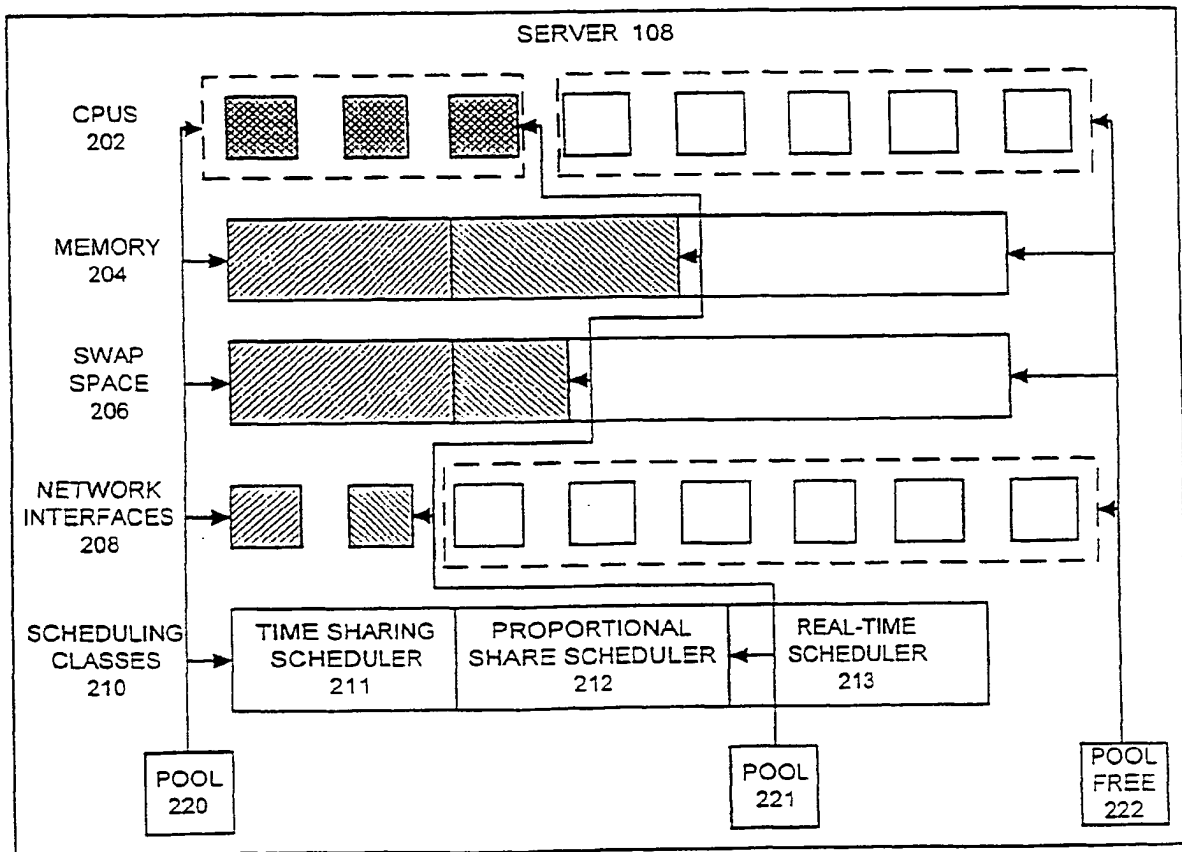 SERVER 108
CPUS
202
MEMORY
204
SWAP
SPACE
206
NETWORK
INTERFACES
208
SCHEDULING
CLASSES
210
TIME SHARING
SCHEDULER
211
PROPORTIONAL
SHARE SCHEDULER
212
REAL-TIME
SCHEDULER
213
POOL
220
POOL
221
POOL
FREE
222